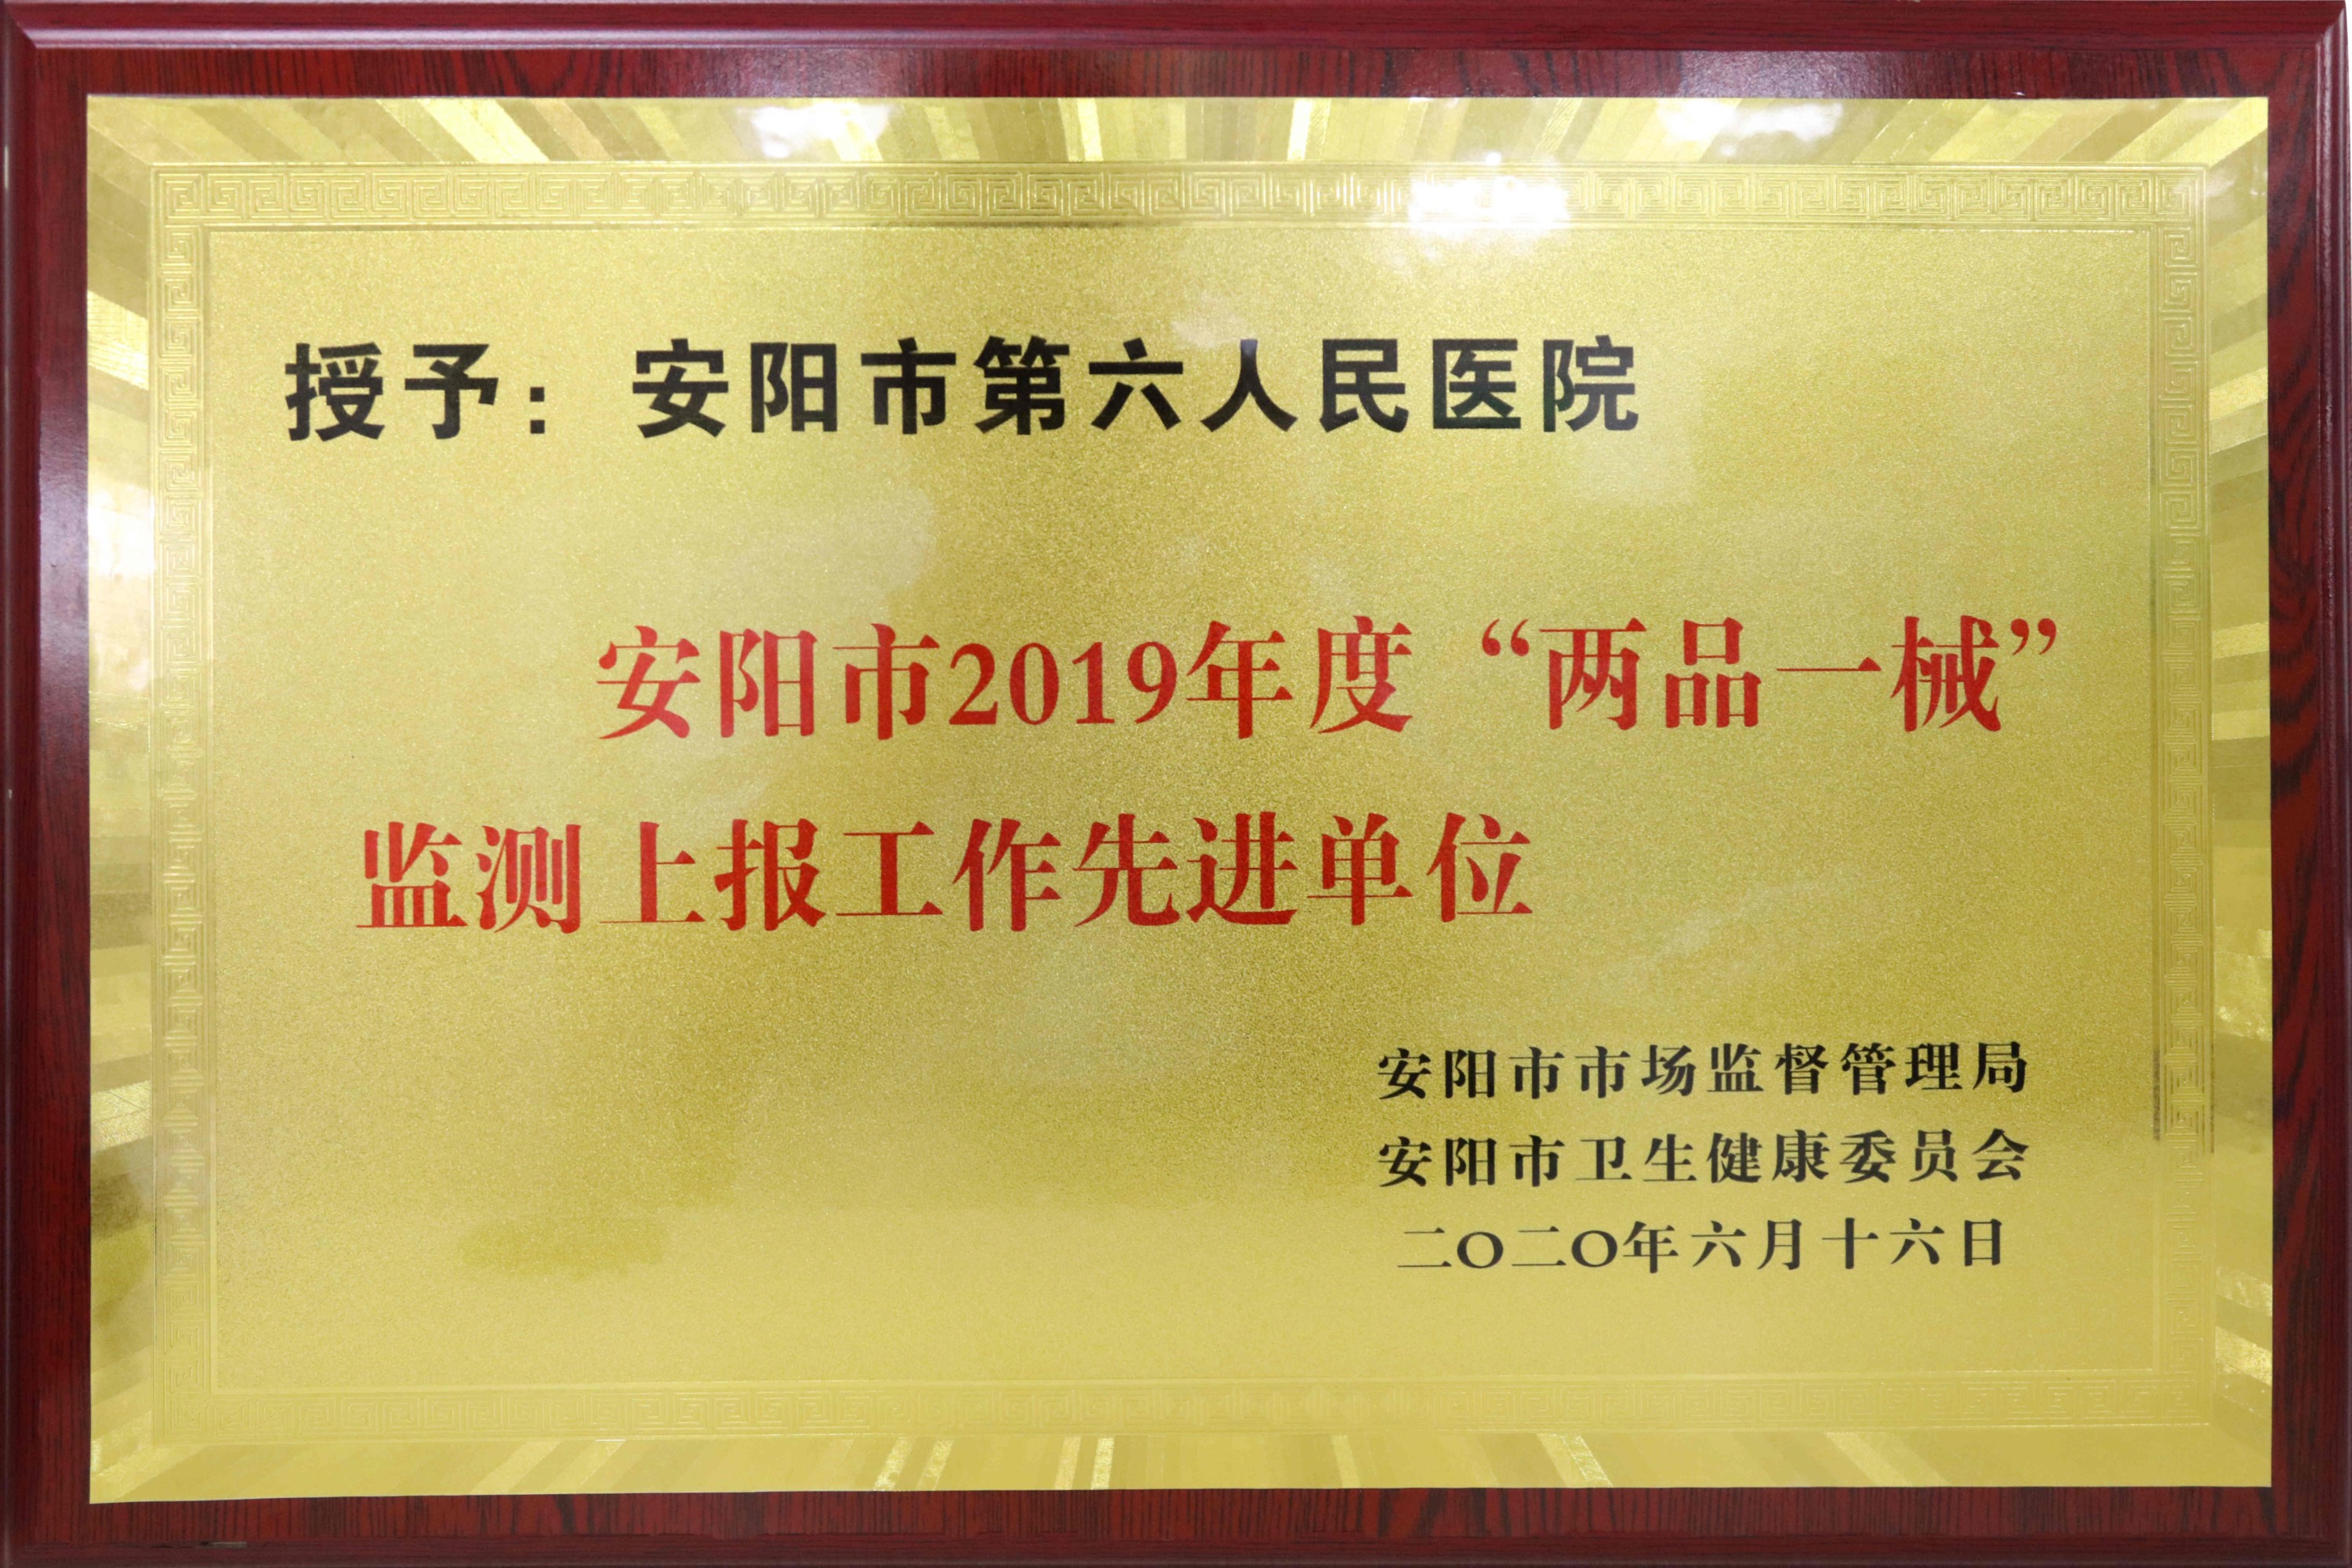 授予：安阳市第六人民医院
安阳市2019年度“两品一械”
监测上报工作先进单位
安阳市市场监督管理局
安阳市卫生健康委员会
二〇二〇年六月十六日